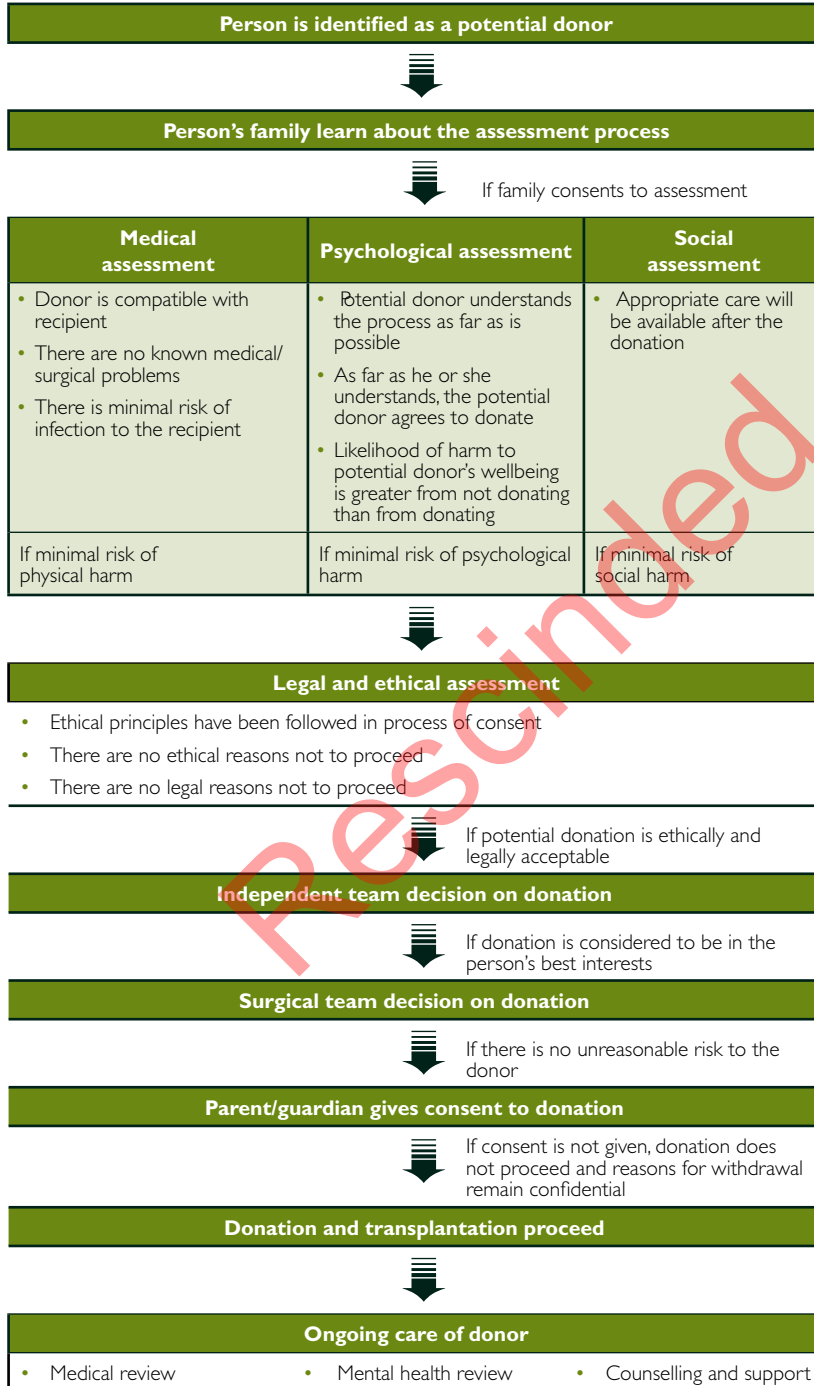 Person is identified as a potential donor
Person's family learn about the assessment process
If family consents to assessment
Medical
assessment
• Donor is compatible with
recipient
• There are no known medical/
surgical problems
• There is minimal risk of
infection to the recipient
If minimal risk of
physical harm
Psychological assessment
• Potential donor understands
the process as far as is
possible
• As far as he or she
understands, the potential
donor agrees to donate
• Likelihood of harm to
potential donor's wellbeing
is greater from not donating
than from donating
If minimal risk of psychological
harm
Social
assessment
• Appropriate care will
be available after the
donation
If minimal risk of
social harm
Legal and ethical assessment
• Ethical principles have been followed in process of consent
• There are no ethical reasons not to proceed
• There are no legal reasons not to proceed
If potential donation is ethically and
legally acceptable
Independent team decision on donation
If donation is considered to be in the
person's best interests
Surgical team decision on donation
If there is no unreasonable risk to the
donor
Parent/guardian gives consent to donation
If consent is not given, donation does
not proceed and reasons for withdrawal
remain confidential
Donation and transplantation proceed
Ongoing care of donor
• Medical review • Mental health review • Counselling and support
Rescinded